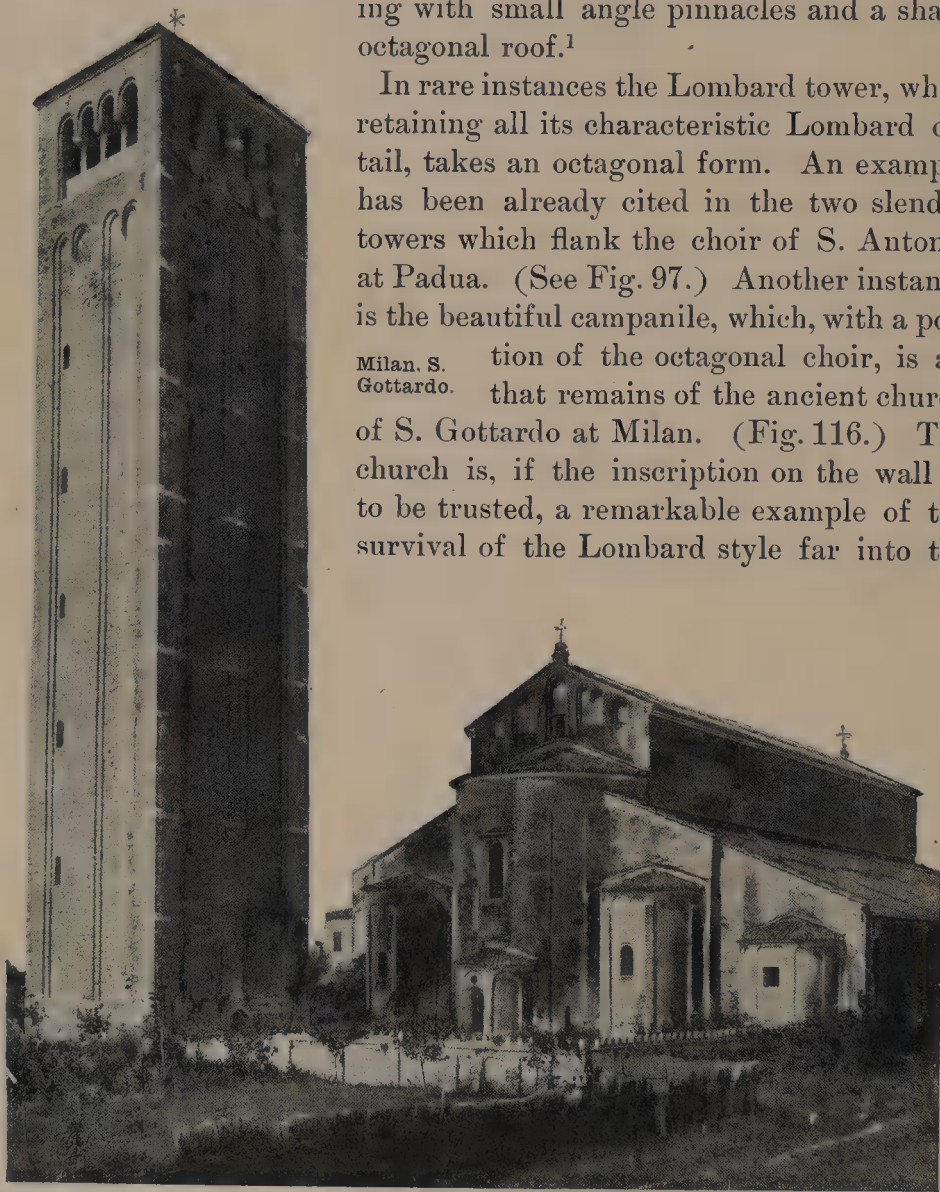 ing with small angle pinnacles and a sha
octagonal roof.¹
In rare instances the Lombard tower, wh
retaining all its characteristic Lombard
tail, takes an octagonal form. An examp
has been already cited in the two slend
towers which flank the choir of S. Anton
at Padua. (See Fig. 97.) Another instan
is the beautiful campanile, which, with a po
Milan, S.
Gottardo.
tion of the octagonal choir, is a
that remains of the ancient chur
of S. Gottardo at Milan. (Fig. 116.) T
church is, if the inscription on the wall
to be trusted, a remarkable example of t
survival of the Lombard style far into t